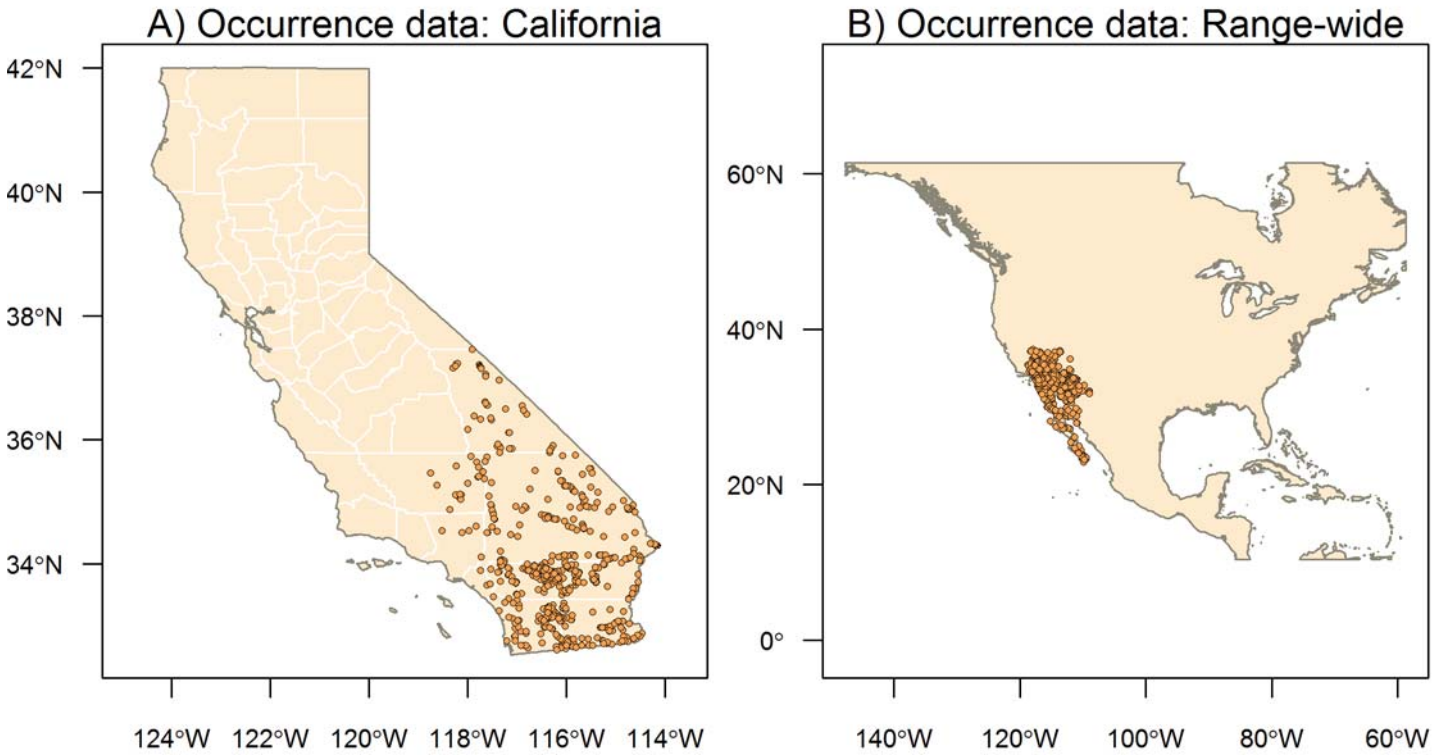 A) Occurrence data: California
42°N
40°N
38°N
36°N
34°N
124°W 122°W 120°W 118°W 116°W 114°W
B) Occurrence data: Range-wide
60°N
40°N
20°N
0°
140°W 120°W 100°W 80°W 60°W